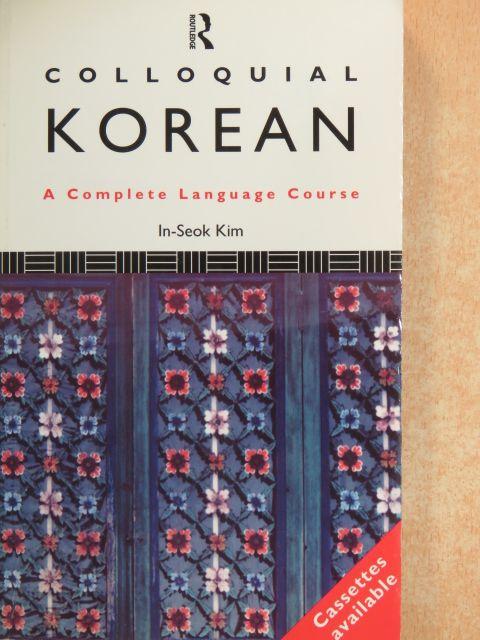 ROUTLEDGE
COLLOQUIAL
KOREAN
A Complete Language Course
In-Seok Kim
Cassettes
available